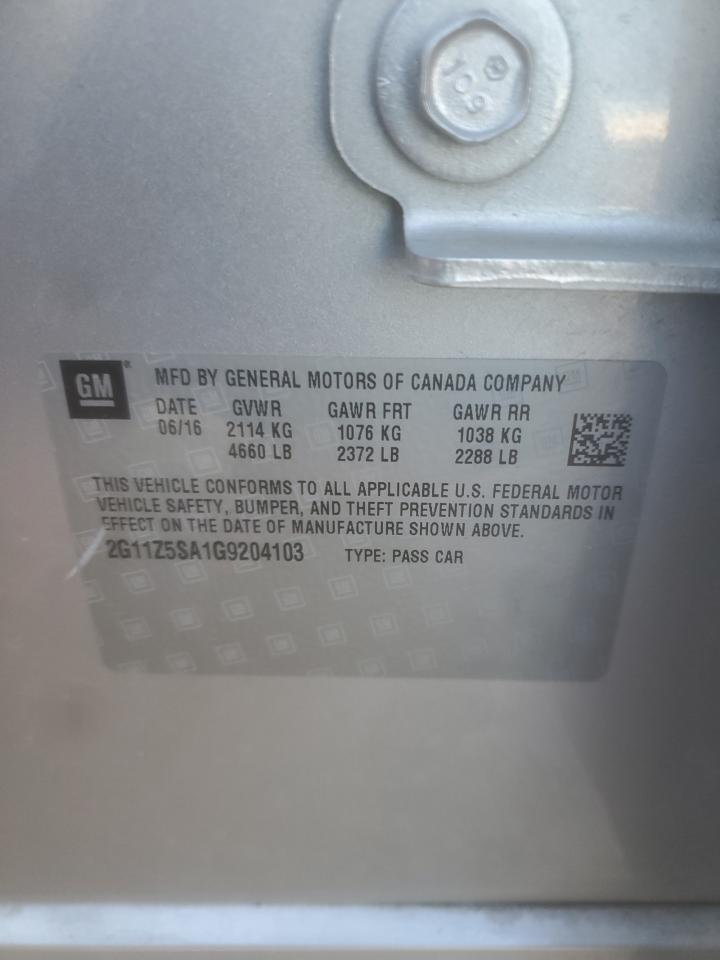 10.9
GM
MFD BY GENERAL MOTORS OF CANADA COMPANY
DATE GVWR GAWR FRT GAWR RR
06/16 2114 KG 1076 KG 1038 KG
4660 LB 2372 LB 2288 LB
THIS VEHICLE CONFORMS TO ALL APPLICABLE U.S. FEDERAL MOTOR
VEHICLE SAFETY, BUMPER, AND THEFT PREVENTION STANDARDS IN
EFFECT ON THE DATE OF MANUFACTURE SHOWN ABOVE.
2G11Z5SA1G9204103 TYPE: PASS CAR